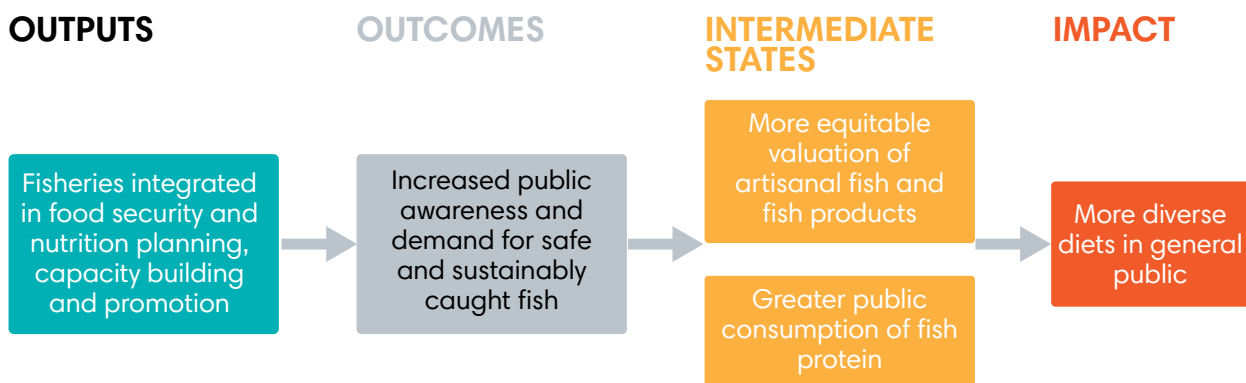 OUTPUTS
OUTCOMES
INTERMEDIATE
STATES
IMPACT
Fisheries integrated
in food security and
nutrition planning,
capacity building
and promotion
Increased public
awareness and
demand for safe
and sustainably
caught fish
More equitable
valuation of
artisanal fish and
fish products
Greater public
consumption of fish
protein
More diverse
diets in general
public